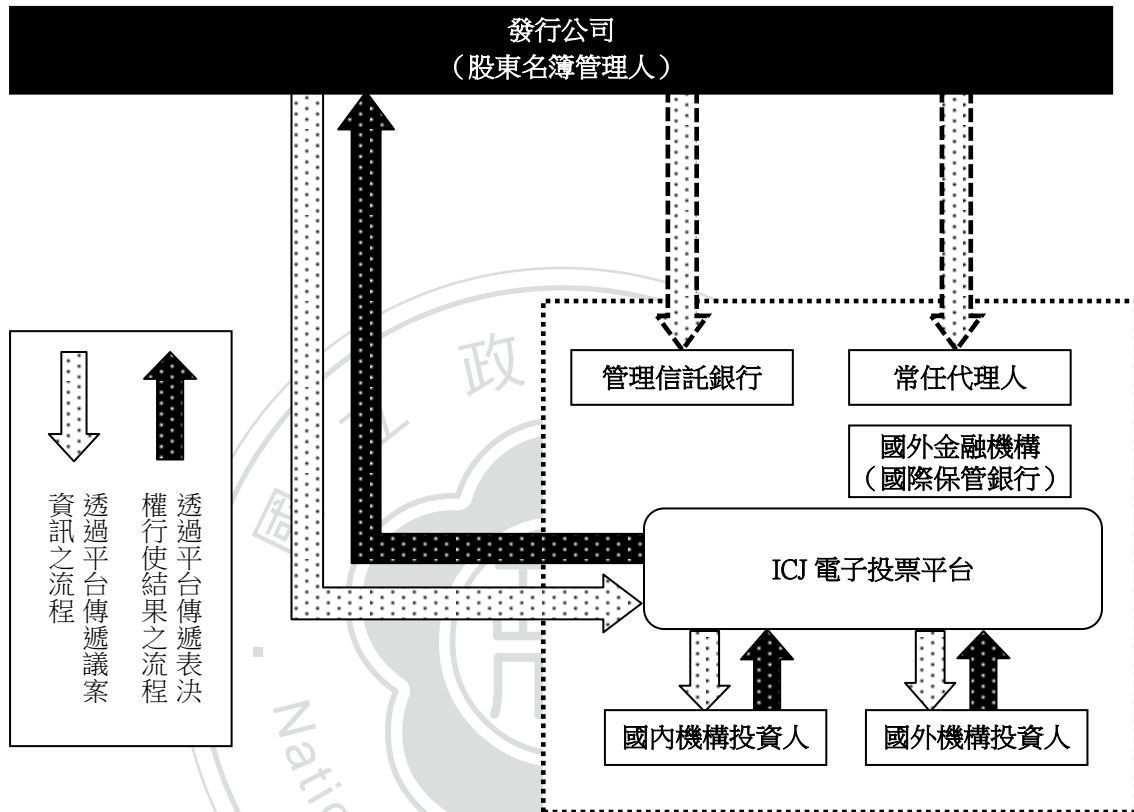 發行公司
（股東名簿管理人）
管理信託銀行
常任代理人
國外金融機構
（國際保管銀行）
ICJ 電子投票平台
國內機構投資人
國外機構投資人
透過平台傳遞議案
資訊之流程
透過平台傳遞表決
權行使結果之流程
國 立 政
Natio